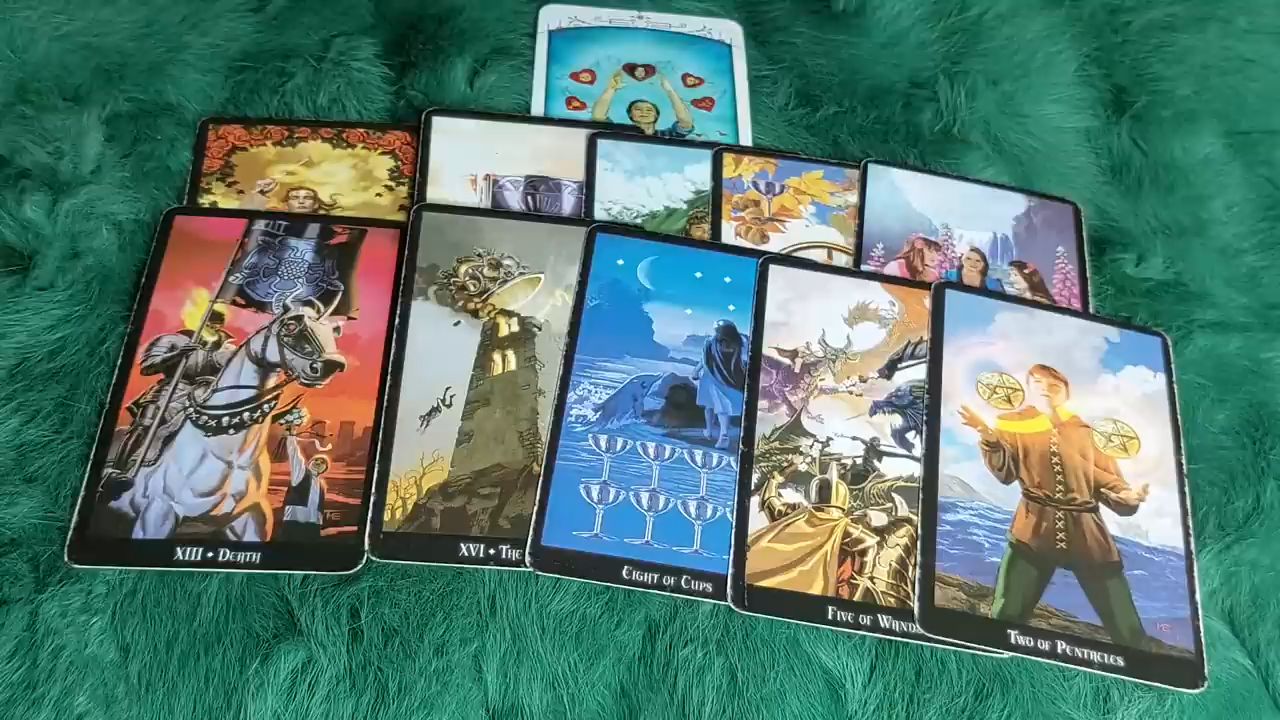 XIII • DEATH
XVI • THE
EIGHT OF CUPS
FIVE OF WANDS
TWO OF PENTACLES